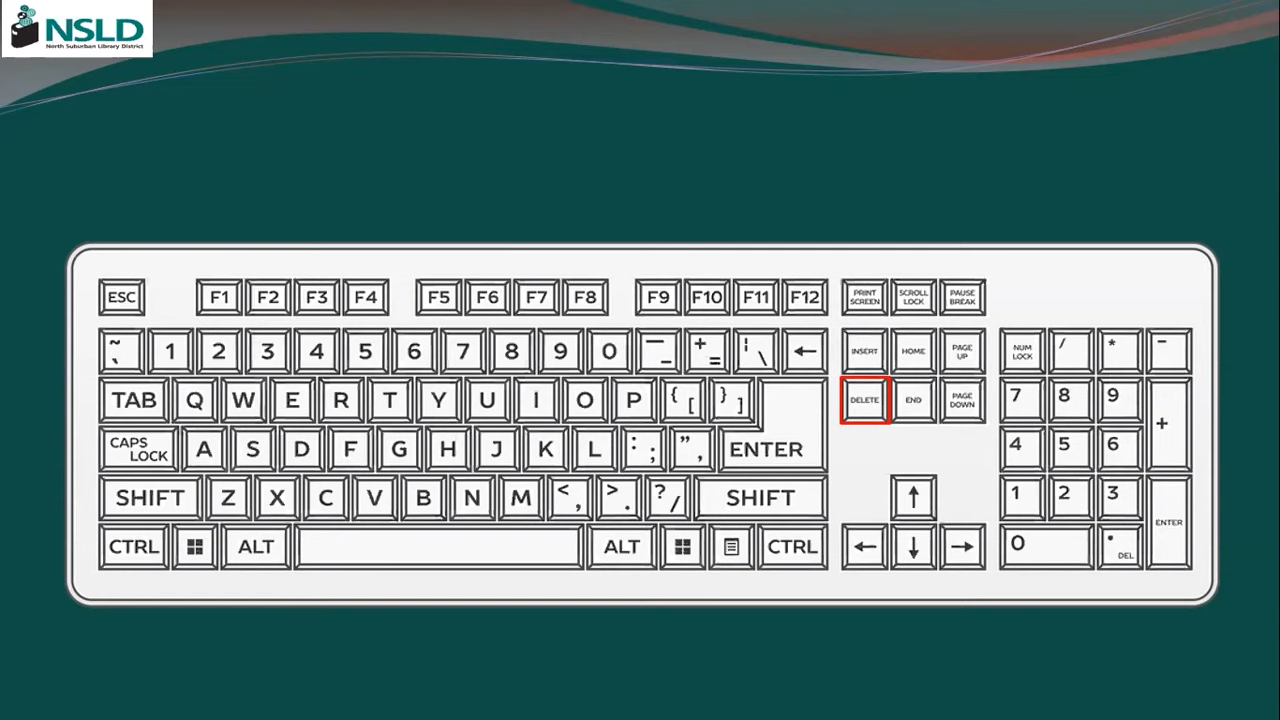 NSLD
North Suburban Library District
ESC F1 F2 F3 F4 F5 F6 F7 F8 F9 F10 F11 F12 PRINT SCREEN SCROLL LOCK PAUSE BREAK
~ ` 1 2 3 4 5 6 7 8 9 0 — _ + = ¦ \ ← INSERT HOME PAGE UP NUM LOCK / * -
TAB Q W E R T Y U I O P { [ } ] DELETE END PAGE DOWN 7 8 9 +
CAPS LOCK A S D F G H J K L : ; ” , ENTER 4 5 6
SHIFT Z X C V B N M < , > . ? / SHIFT ↑ 1 2 3 ENTER
CTRL ALT ALT CTRL ← ↓ → 0 • DEL